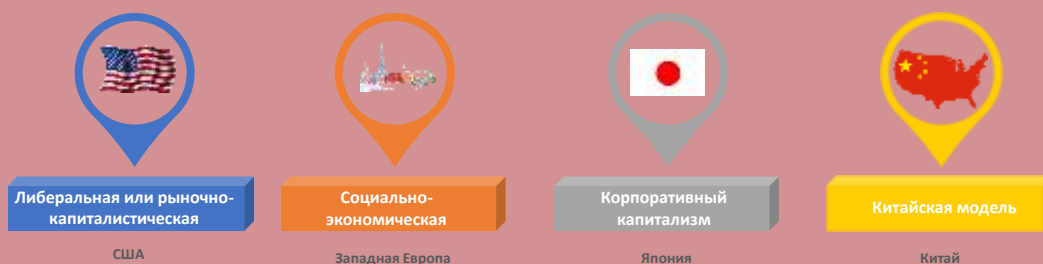 Либеральная или рыночно-
капиталистическая
Социально-
экономическая
Корпоративный
капитализм
Китайская модель
США
Западная Европа
Япония
Китай